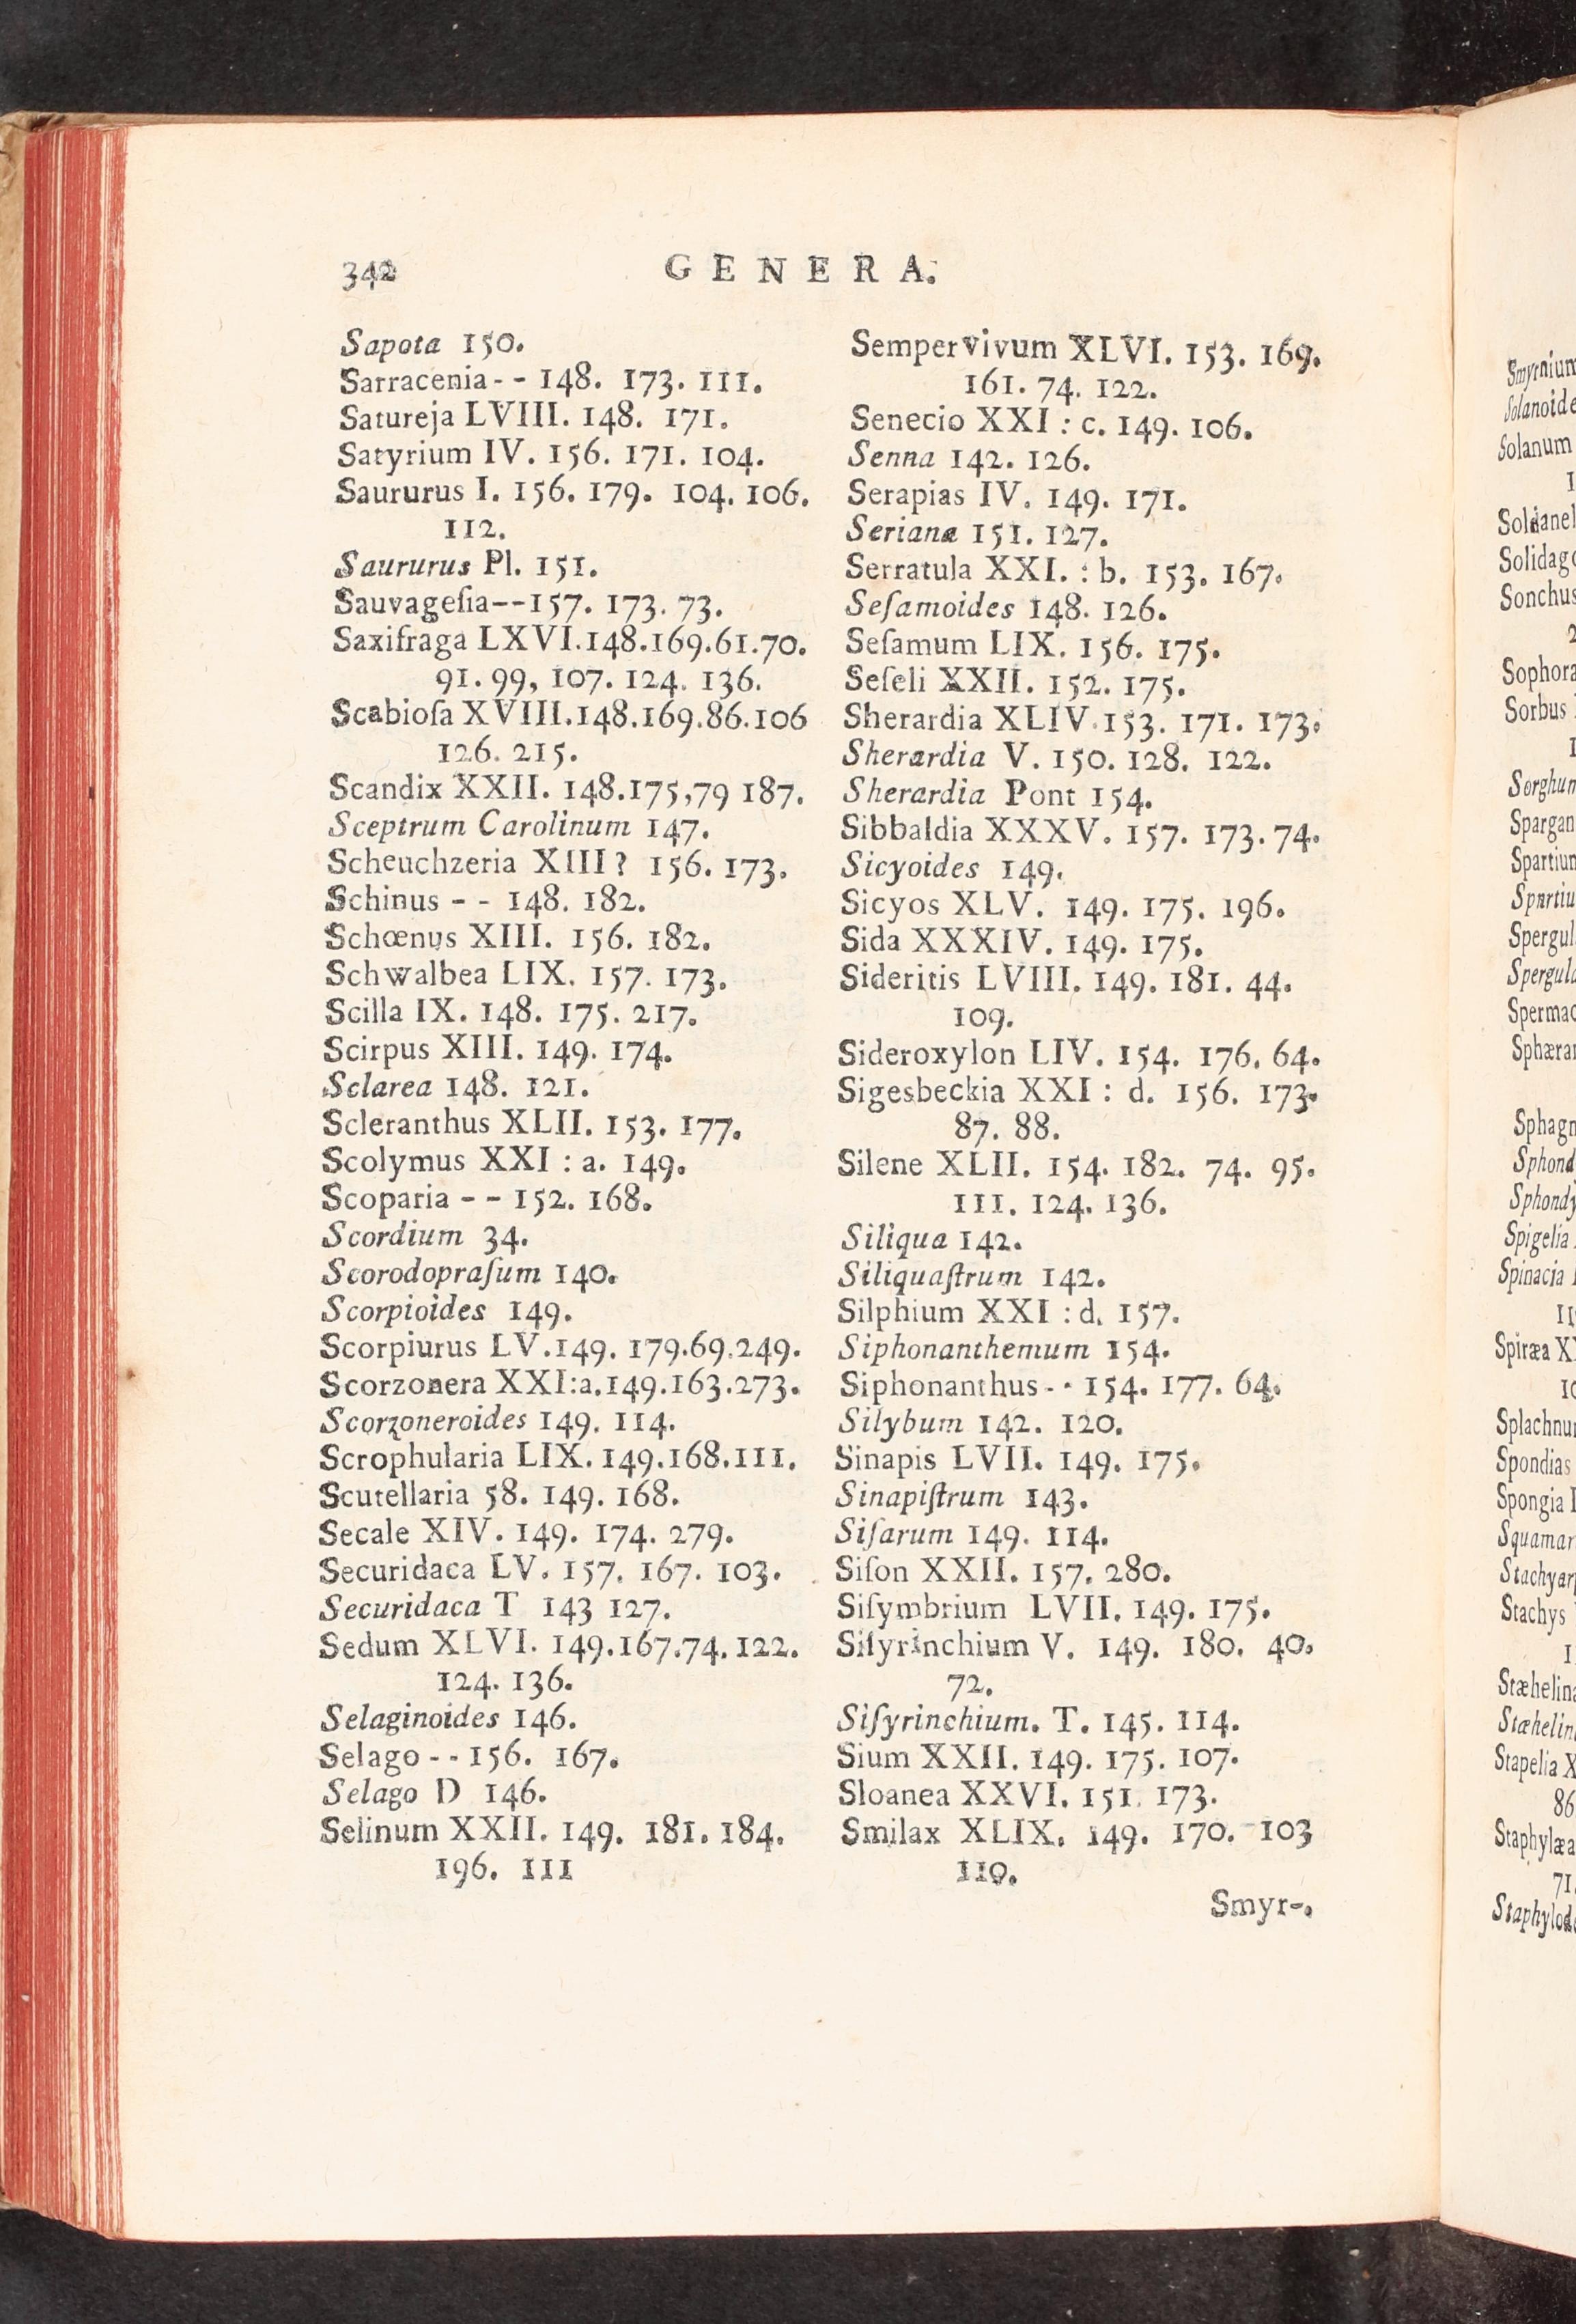 342
GENERA.
Sapota 150.
Sarracenia- - 148. 173. 111.
Satureja LVIII. 148. 171.
Satyrium IV. 156. 171. 104.
Saururus I. 156. 179. 104. 106.
112.
Saururus Pl. 151.
Sauvageſia--157. 173. 73.
Saxifraga LXVI.148.169.61.70.
91. 99, 107. 124. 136.
Scabioſa XVIII.148.169.86.106
126. 215.
Scandix XXII. 148.175,79 187.
Sceptrum Carolinum 147.
Scheuchzeria XIII? 156. 173.
Schinus - - 148. 182.
Schœnus XIII. 156. 182.
Schwalbea LIX. 157. 173.
Scilla IX. 148. 175. 217.
Scirpus XIII. 149. 174.
Sclarea 148. 121.
Scleranthus XLII. 153. 177.
Scolymus XXI : a. 149.
Scoparia - - 152. 168.
Scordium 34.
Scorodopraſum 140.
Scorpioides 149.
Scorpiurus LV.149. 179.69.249.
Scorzonera XXI:a.149.163.273.
Scorzoneroides 149. 114.
Scrophularia LIX. 149.168.111.
Scutellaria 58. 149. 168.
Secale XIV. 149. 174. 279.
Securidaca LV. 157. 167. 103.
Securidaca T 143 127.
Sedum XLVI. 149.167.74.122.
124. 136.
Selaginoides 146.
Selago - - 156. 167.
Selago D 146.
Selinum XXII. 149. 181. 184.
196. 111
Sempervivum XLVI. 153. 169.
161. 74. 122.
Senecio XXI : c. 149. 106.
Senna 142. 126.
Serapias IV. 149. 171.
Seriana 151. 127.
Serratula XXI. : b. 153. 167.
Seſamoides 148. 126.
Seſamum LIX. 156. 175.
Seſeli XXII. 152. 175.
Sherardia XLIV.153. 171. 173.
Sherardia V. 150. 128. 122.
Sherardia Pont 154.
Sibbaldia XXXV. 157. 173. 74.
Sicyoides 149.
Sicyos XLV. 149. 175. 196.
Sida XXXIV. 149. 175.
Sideritis LVIII. 149. 181. 44.
109.
Sideroxylon LIV. 154. 176. 64.
Sigesbeckia XXI : d. 156. 173.
87. 88.
Silene XLII. 154. 182. 74. 95.
111. 124. 136.
Siliqua 142.
Siliquaſtrum 142.
Silphium XXI : d. 157.
Siphonanthemum 154.
Siphonanthus - - 154. 177. 64.
Silybum 142. 120.
Sinapis LVII. 149. 175.
Sinapiſtrum 143.
Siſarum 149. 114.
Siſon XXII. 157. 280.
Siſymbrium LVII. 149. 175.
Siſyrinchium V. 149. 180. 40.
72.
Siſyrinchium. T. 145. 114.
Sium XXII. 149. 175. 107.
Sloanea XXVI. 151. 173.
Smilax XLIX. 149. 170. 103
110.
Smyr-.
Solanum
Sophora
Sorbus
Spigelia
Spinacia
Spiræa
Spondias
Spongia
Stachys
Stapelia X